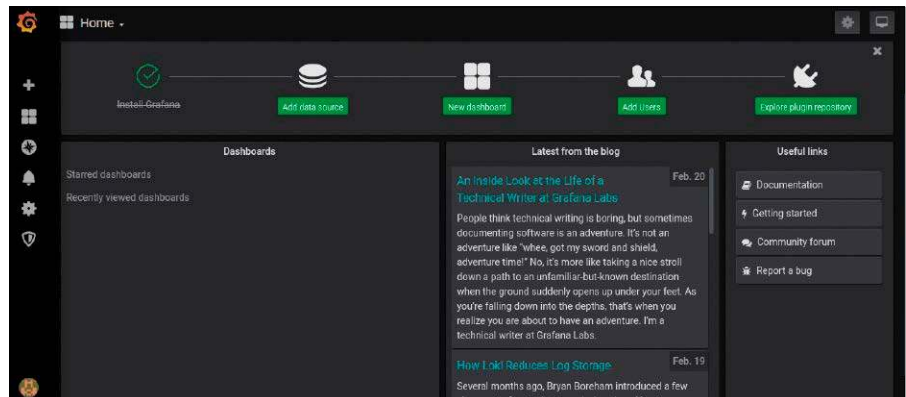 Home
Install Grafana
Add data source
New dashboard
Add Users
Explore plugin repository
Dashboards
Starred dashboards
Recently viewed dashboards
Latest from the blog
An Inside Look at the Life of a
Technical Writer at Grafana Labs
Feb. 20
People think technical writing is boring, but sometimes
documenting software is an adventure. It's not an
adventure like "whee, got my sword and shield,
adventure time!" No, it's more like taking a nice stroll
down a path to an unfamiliar-but-known destination
when the ground suddenly opens up under your feet. As
you're falling down into the depths, that's when you
realize you are about to have an adventure. I'm a
technical writer at Grafana Labs.
How Loki Reduces Log Storage
Feb. 19
Several months ago, Bryan Boreham introduced a few
Useful links
Documentation
Getting started
Community forum
Report a bug